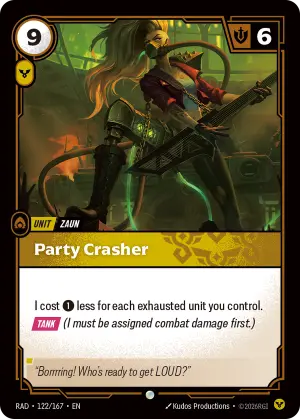 9
6
UNIT ZAUN
Party Crasher
I cost 1 less for each exhausted unit you control.
TANK (I must be assigned combat damage first.)
"Borrring! Who's ready to get LOUD?"
RAD • 122/167 • EN
Kudos Productions • ©2026RGI